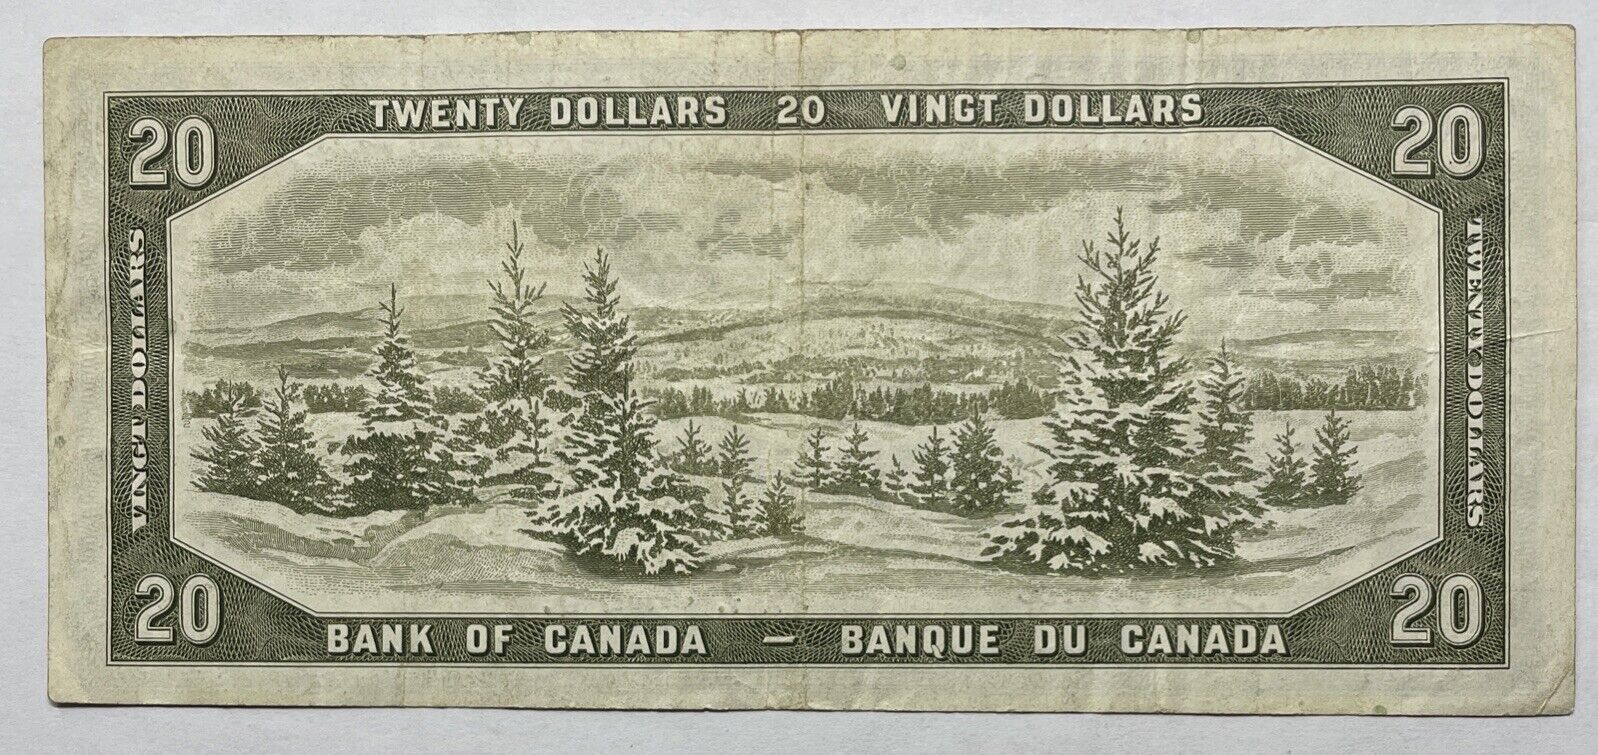 TWENTY DOLLARS 20 VINGT DOLLARS
20
20
VINGT DOLLARS
TWENTY DOLLARS
20
20
BANK OF CANADA — BANQUE DU CANADA